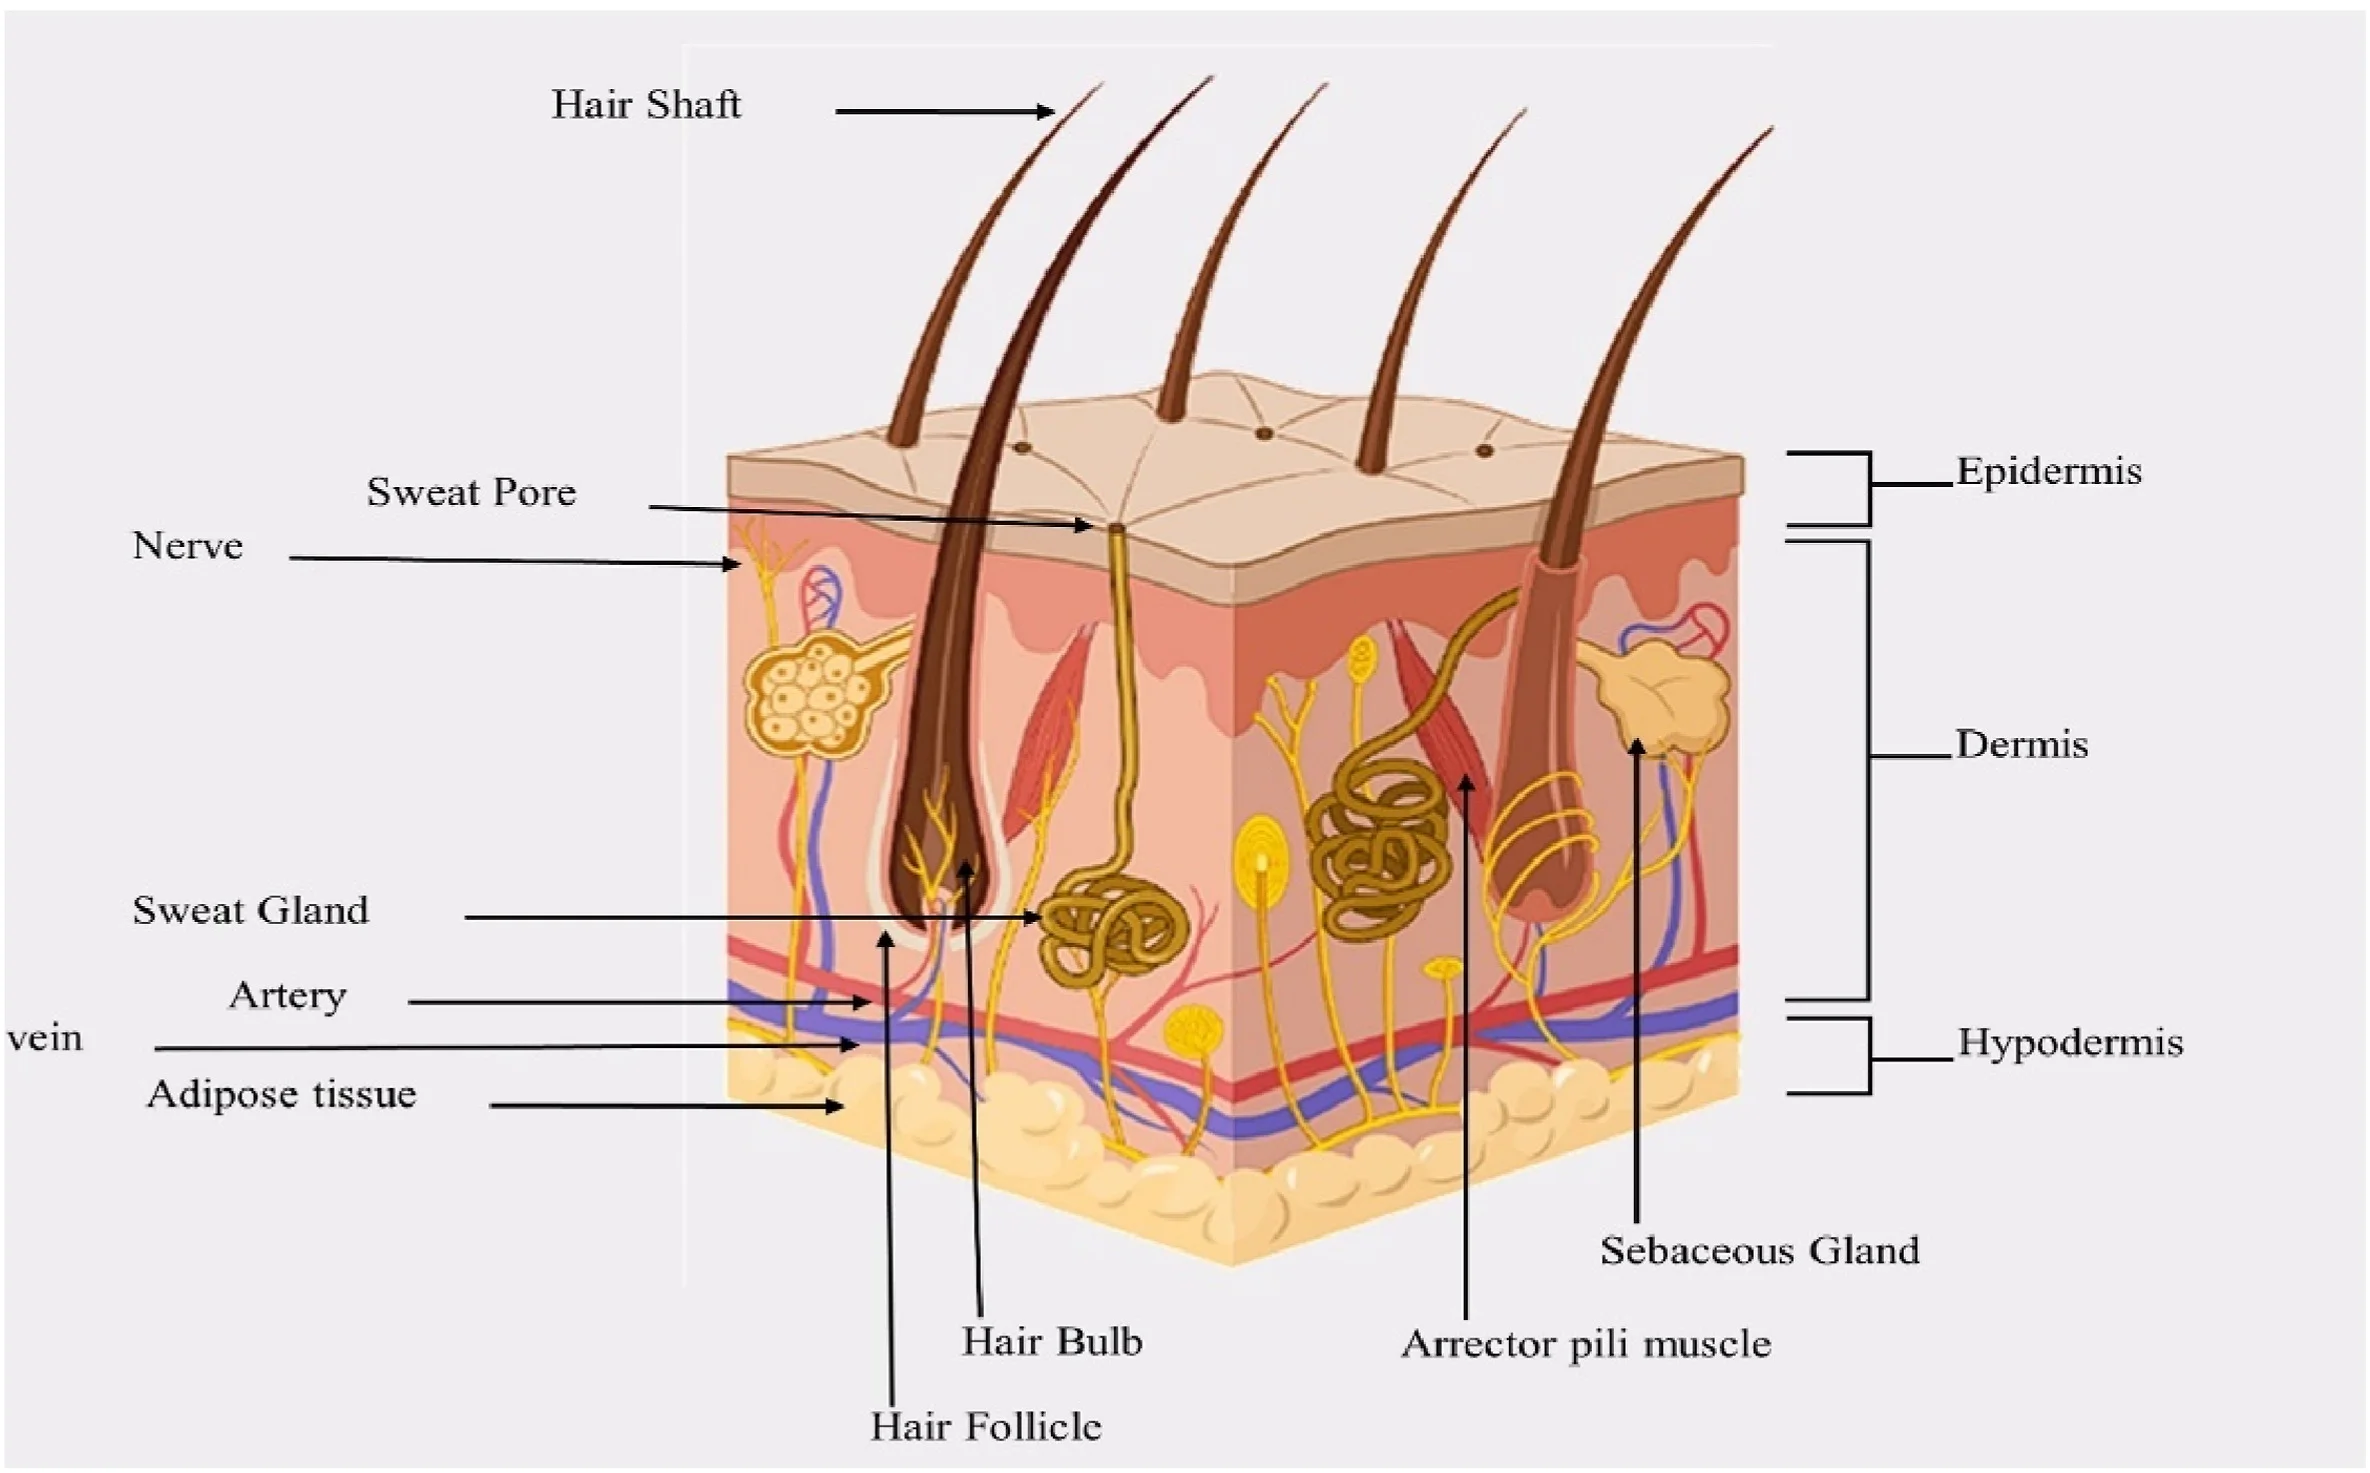 Hair Shaft
Epidermis
Sweat Pore
Nerve
Dermis
Sweat Gland
Artery
vein
Hypodermis
Adipose tissue
Sebaceous Gland
Hair Bulb
Arrector pili muscle
Hair Follicle